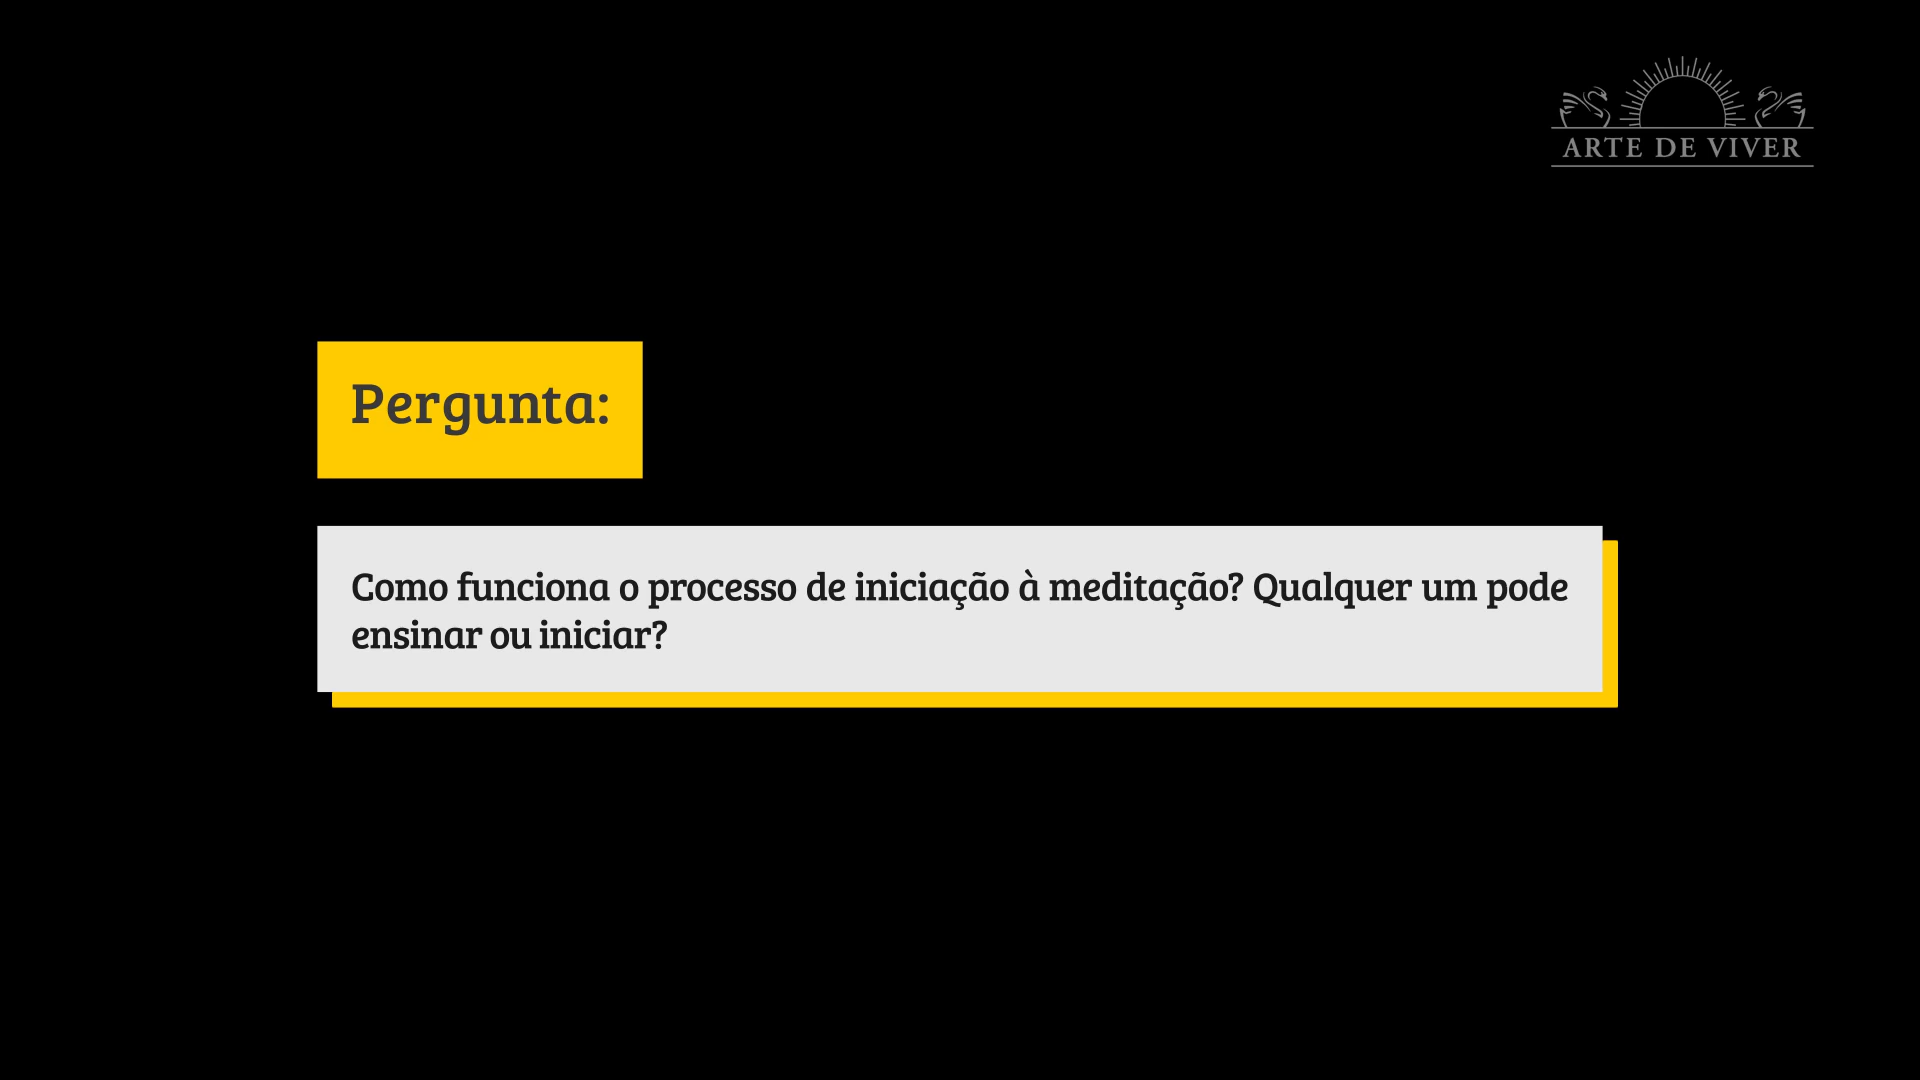 ARTE DE VIVER
Pergunta:
Como funciona o processo de iniciação à meditação? Qualquer um pode
ensinar ou iniciar?